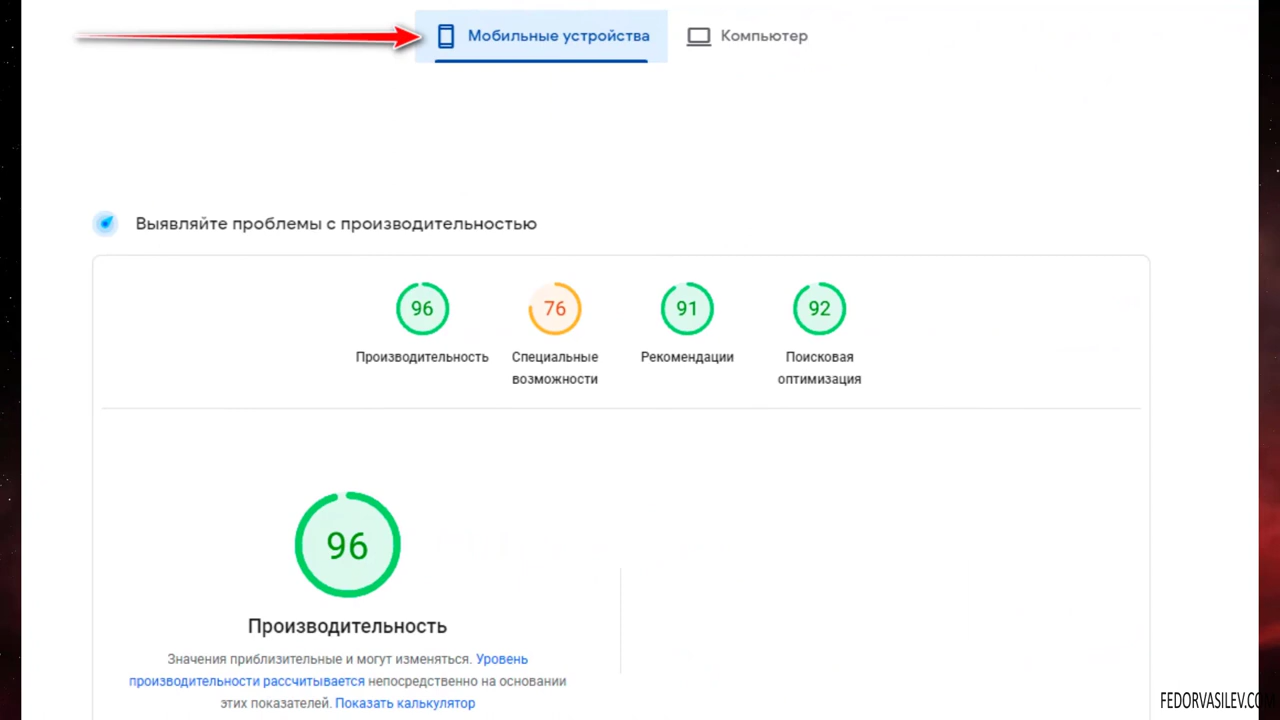 Мобильные устройства
Компьютер
Выявляйте проблемы с производительностью
96
76
91
92
Производительность
Специальные
возможности
Рекомендации
Поисковая
оптимизация
96
Производительность
Значения приблизительные и могут изменяться. Уровень
производительности рассчитывается непосредственно на основании
этих показателей. Показать калькулятор
FEDORVASILEV.COM